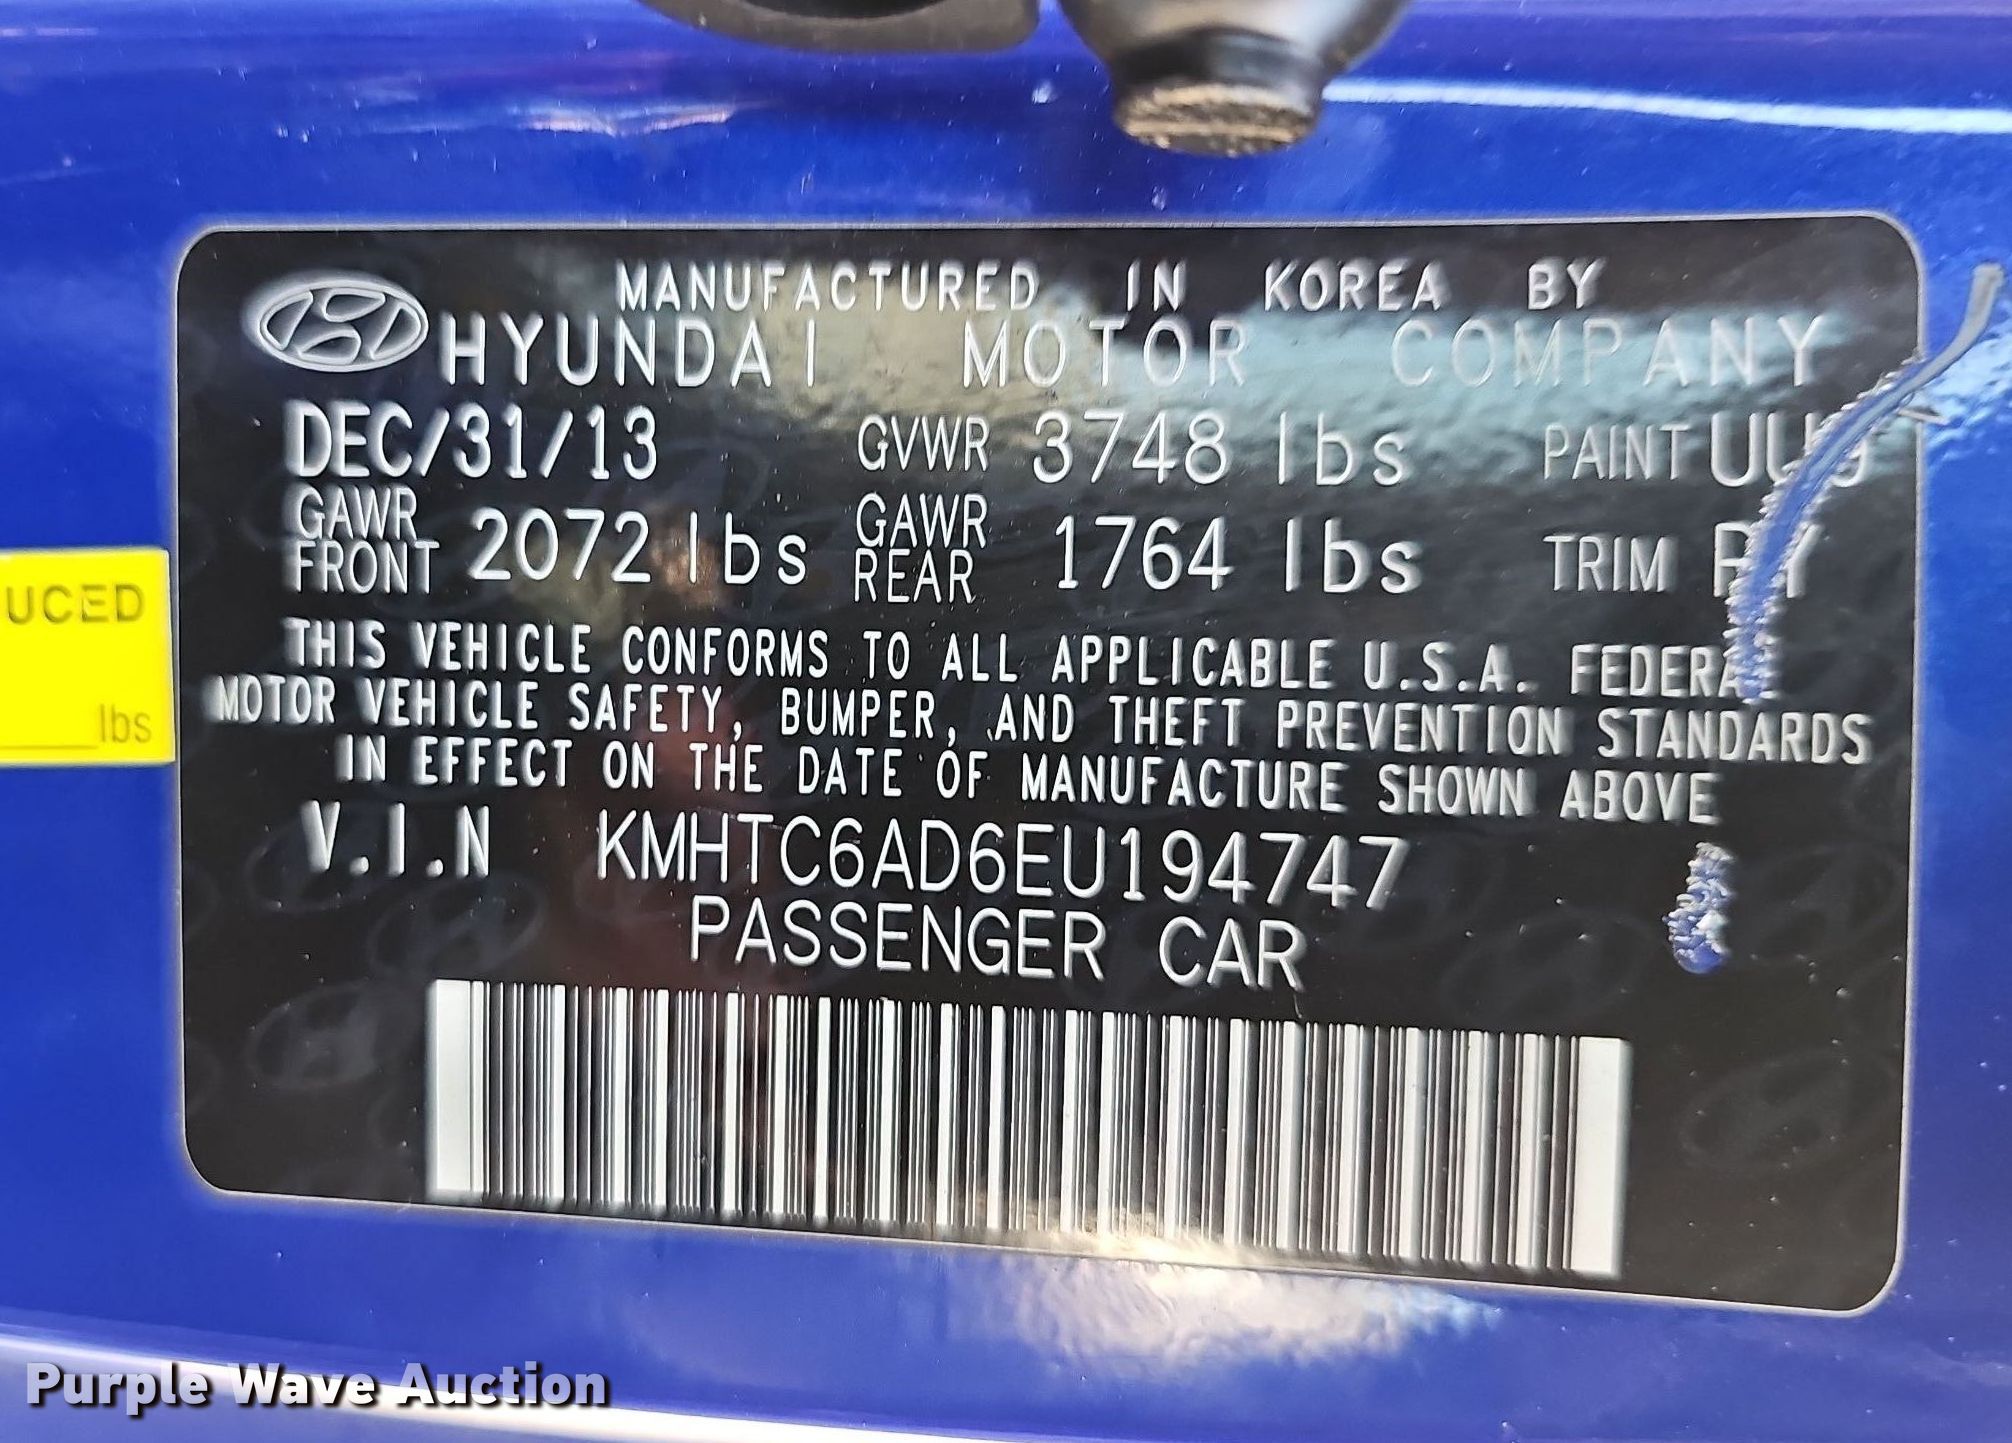 MANUFACTURED IN KOREA BY
HYUNDAI MOTOR COMPANY
DEC/31/13 GVWR 3748 lbs PAINT
GAWR FRONT 2072 lbs GAWR REAR 1764 lbs TRIM
THIS VEHICLE CONFORMS TO ALL APPLICABLE U.S.A. FEDERAL
MOTOR VEHICLE SAFETY, BUMPER, AND THEFT PREVENTION STANDARDS
IN EFFECT ON THE DATE OF MANUFACTURE SHOWN ABOVE
V.I.N KMHTC6AD6EU194747
PASSENGER CAR
UCED
lbs
Purple Wave Auction